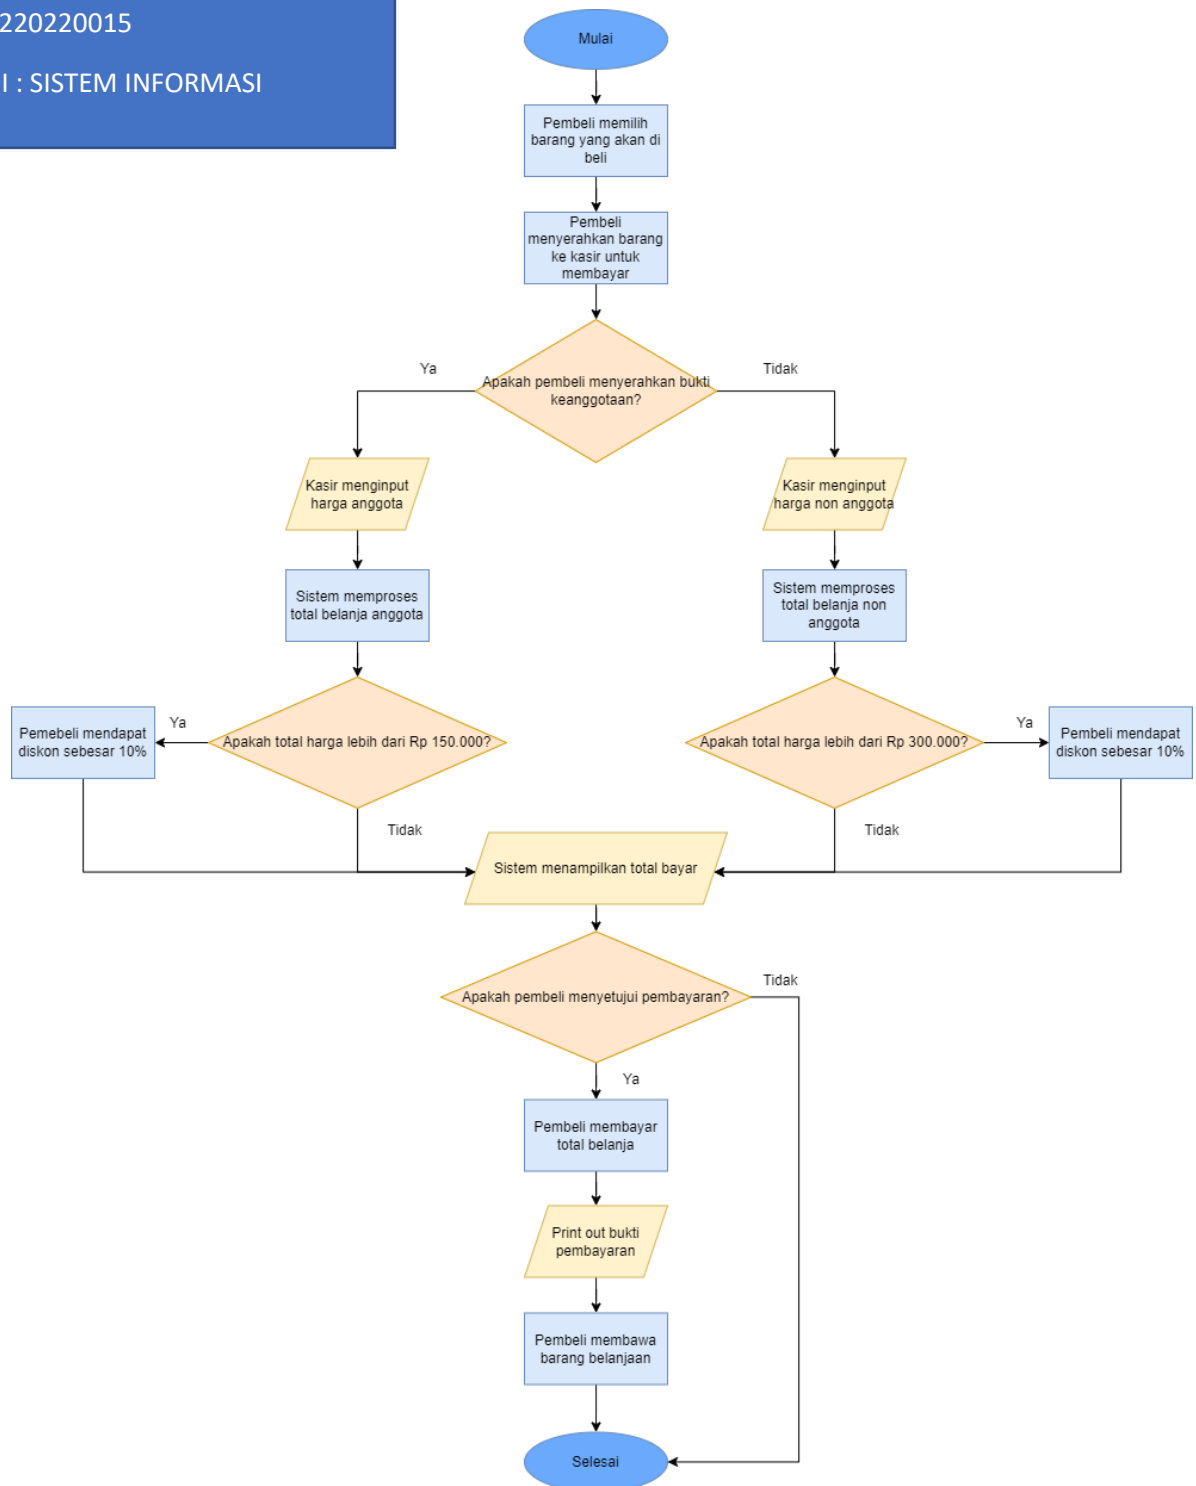 220220015
I : SISTEM INFORMASI
Mulai
Pembeli memilih
barang yang akan di
beli
Pembeli
menyerahkan barang
ke kasir untuk
membayar
Ya
Apakah pembeli menyerahkan bukti
keanggotaan?
Tidak
Kasir menginput
harga anggota
Kasir menginput
harga non anggota
Sistem memproses
total belanja anggota
Sistem memproses
total belanja non
anggota
Pemebeli mendapat
diskon sebesar 10%
Ya
Apakah total harga lebih dari Rp 150.000?
Apakah total harga lebih dari Rp 300.000?
Ya
Pembeli mendapat
diskon sebesar 10%
Tidak
Tidak
Sistem menampilkan total bayar
Apakah pembeli menyetujui pembayaran?
Tidak
Ya
Pembeli membayar
total belanja
Print out bukti
pembayaran
Pembeli membawa
barang belanjaan
Selesai